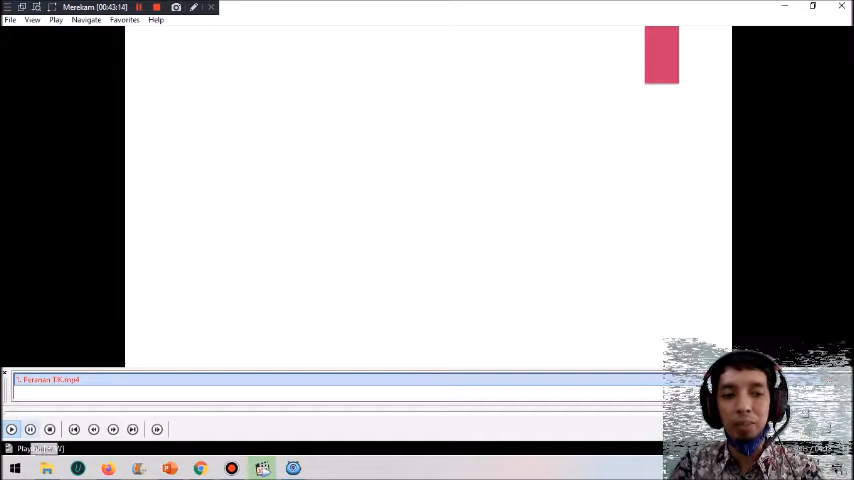 Merekam [00:43:14]
File View Play Navigate Favorites Help
1. Peranan TIK.mp4